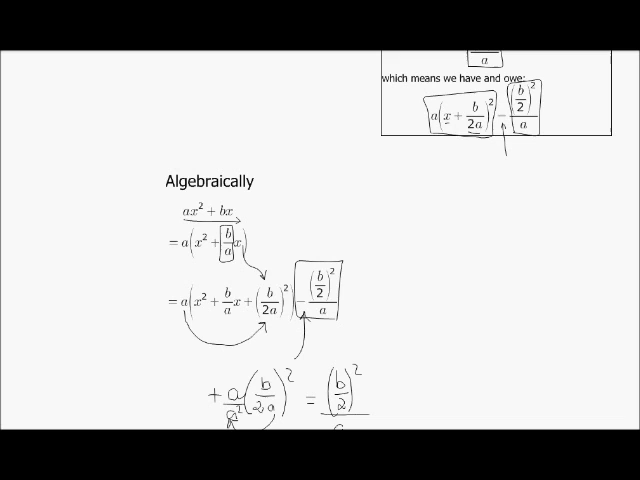 a
which means we have and owe:
a(x + b/2a)² − (b/2)²/a
Algebraically
ax² + bx
= a(x² + b/a x)
= a(x² + b/a x + (b/2a)²) − (b/2)²/a
+ a/a² (b/2a)² = (b/2)²/